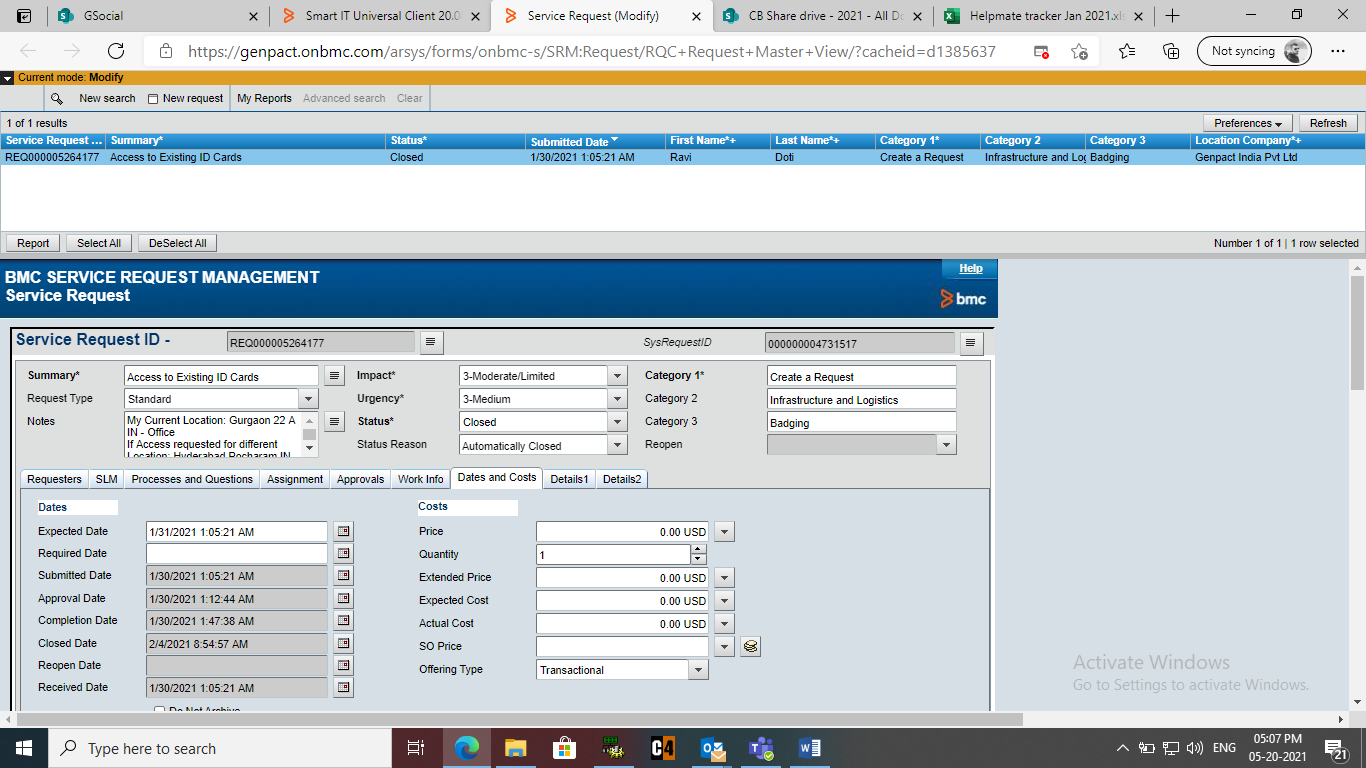 GSocial
Smart IT Universal Client 20.0
Service Request (Modify)
CB Share drive - 2021 - All Do
Helpmate tracker Jan 2021.xls
https://genpact.onbmc.com/arsys/forms/onbmc-s/SRM:Request/RQC+Request+Master+View/?cacheid=d1385637
Not syncing
Current mode: Modify
New search New request My Reports Advanced search Clear
1 of 1 results
Preferences Refresh
Service Request ... Summary* Status* Submitted Date First Name*+ Last Name*+ Category 1* Category 2 Category 3 Location Company*+
REQ000005264177 Access to Existing ID Cards Closed 1/30/2021 1:05:21 AM Ravi Doti Create a Request Infrastructure and Log Badging Genpact India Pvt Ltd
Report Select All DeSelect All Number 1 of 1 | 1 row selected
BMC SERVICE REQUEST MANAGEMENT Help
Service Request bmc
Service Request ID - REQ000005264177 SysRequestID 000000004731517
Summary* Access to Existing ID Cards Impact* 3-Moderate/Limited Category 1* Create a Request
Request Type Standard Urgency* 3-Medium Category 2 Infrastructure and Logistics
Notes My Current Location: Gurgaon 22 A Status* Closed Category 3 Badging
IN - Office
If Access requested for different Status Reason Automatically Closed Reopen
Location: Hyderabad Pocharam IN
Requesters SLM Processes and Questions Assignment Approvals Work Info Dates and Costs Details1 Details2
Dates Costs
Expected Date 1/31/2021 1:05:21 AM Price 0.00 USD
Required Date Quantity 1
Submitted Date 1/30/2021 1:05:21 AM Extended Price 0.00 USD
Approval Date 1/30/2021 1:12:44 AM Expected Cost 0.00 USD
Completion Date 1/30/2021 1:47:38 AM Actual Cost 0.00 USD
Closed Date 2/4/2021 8:54:57 AM SO Price
Reopen Date Offering Type Transactional
Received Date 1/30/2021 1:05:21 AM
Do Not Archive
Activate Windows
Go to Settings to activate Windows.
Type here to search
C4
ENG
05:07 PM
05-20-2021
21